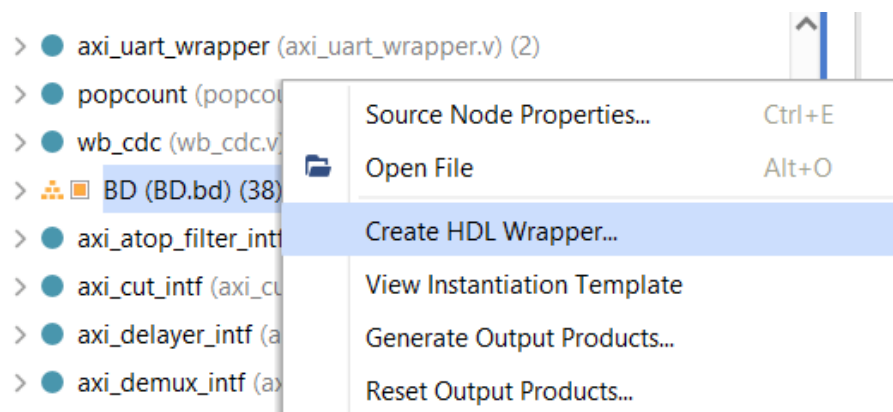 axi_uart_wrapper (axi_uart_wrapper.v) (2)
popcount (popcou
Source Node Properties... Ctrl+E
wb_cdc (wb_cdc.v)
Open File Alt+O
BD (BD.bd) (38)
axi_atop_filter_intf
Create HDL Wrapper...
axi_cut_intf (axi_cu
View Instantiation Template
axi_delayer_intf (a
Generate Output Products...
axi_demux_intf (ax
Reset Output Products...